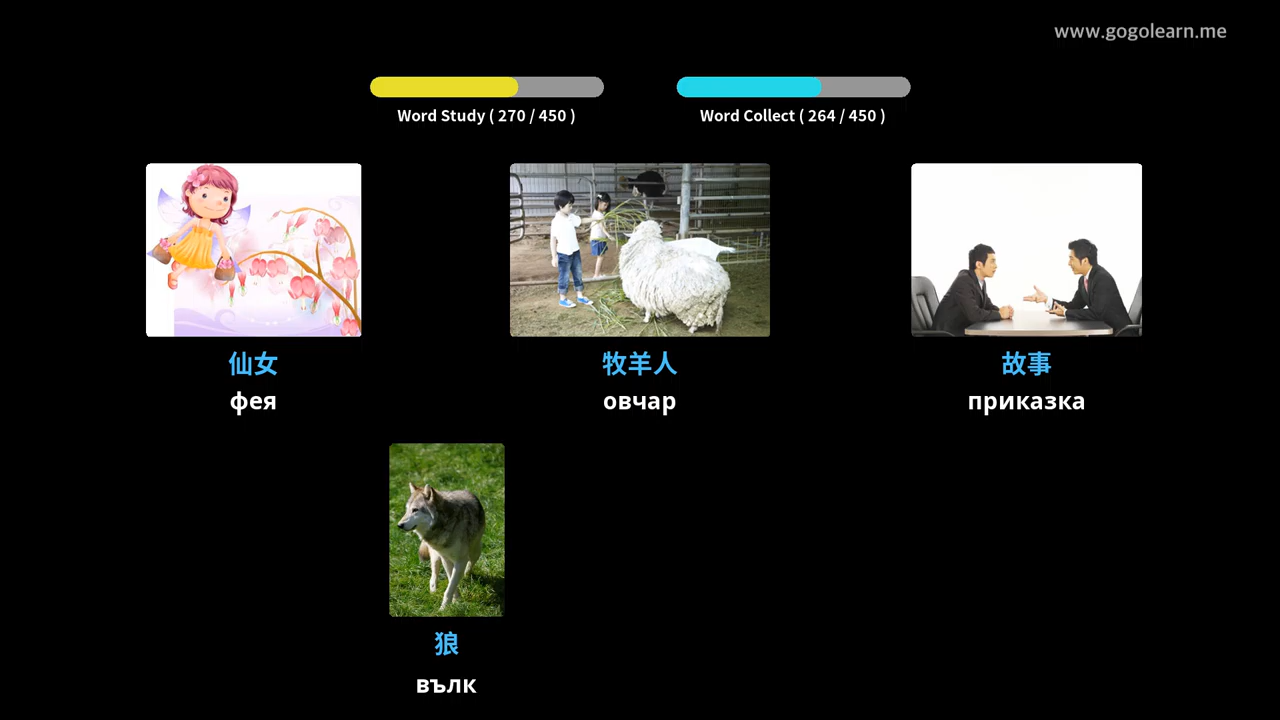 www.gogolearn.me
Word Study ( 270 / 450 )
Word Collect ( 264 / 450 )
仙女
фея
牧羊人
овчар
故事
приказка
狼
вълк